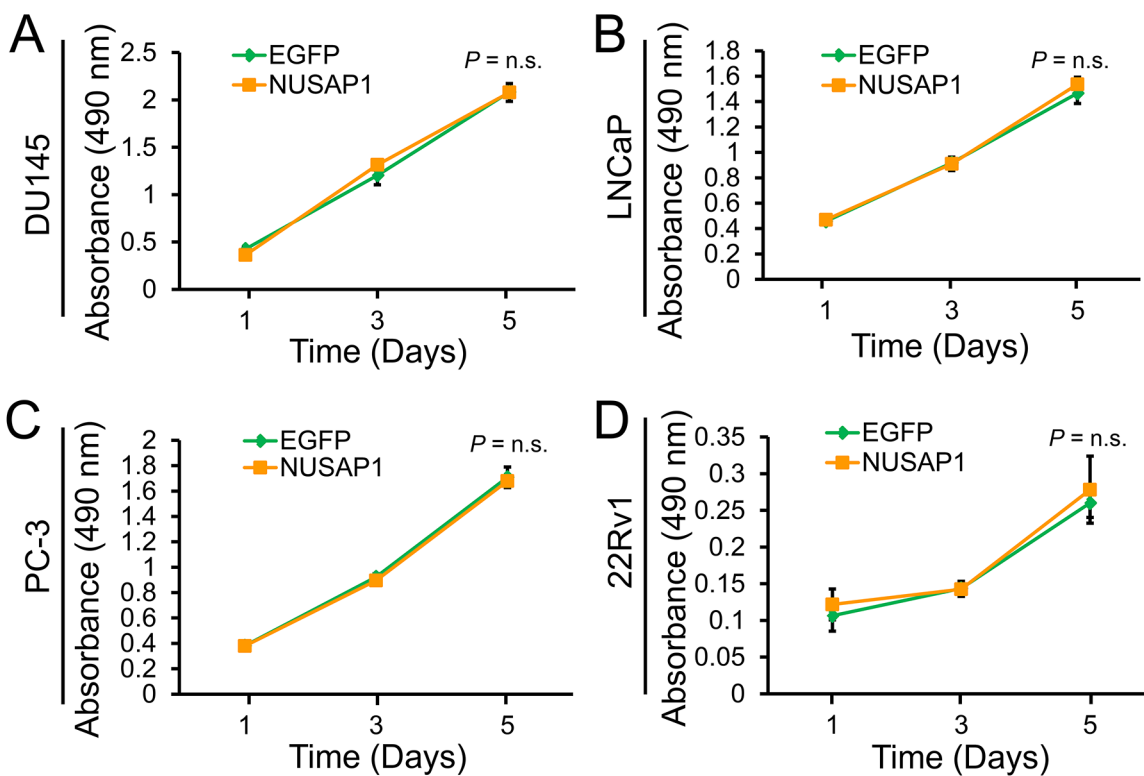 A
DU145
Absorbance (490 nm)
2.5
2
1.5
1
0.5
0
EGFP
NUSAP1
P = n.s.
1 3 5
Time (Days)
B
LNCaP
Absorbance (490 nm)
1.8
1.6
1.4
1.2
1
0.8
0.6
0.4
0.2
0
EGFP
NUSAP1
P = n.s.
1 3 5
Time (Days)
C
PC-3
Absorbance (490 nm)
2
1.8
1.6
1.4
1.2
1
0.8
0.6
0.4
0.2
0
EGFP
NUSAP1
P = n.s.
1 3 5
Time (Days)
D
22Rv1
Absorbance (490 nm)
0.35
0.3
0.25
0.2
0.15
0.1
0.05
0
EGFP
NUSAP1
P = n.s.
1 3 5
Time (Days)